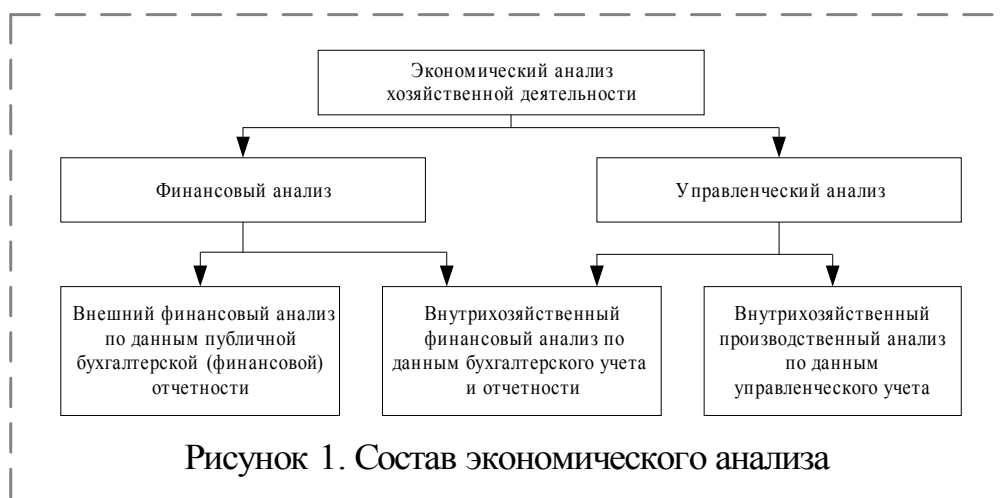 Экономический анализ
хозяйственной деятельности
Финансовый анализ
Управленческий анализ
Внешний финансовый анализ
по данным публичной
бухгалтерской (финансовой)
отчетности
Внутрихозяйственный
финансовый анализ по
данным бухгалтерского учета
и отчетности
Внутрихозяйственный
производственный анализ
по данным
управленческого учета
Рисунок 1. Состав экономического анализа